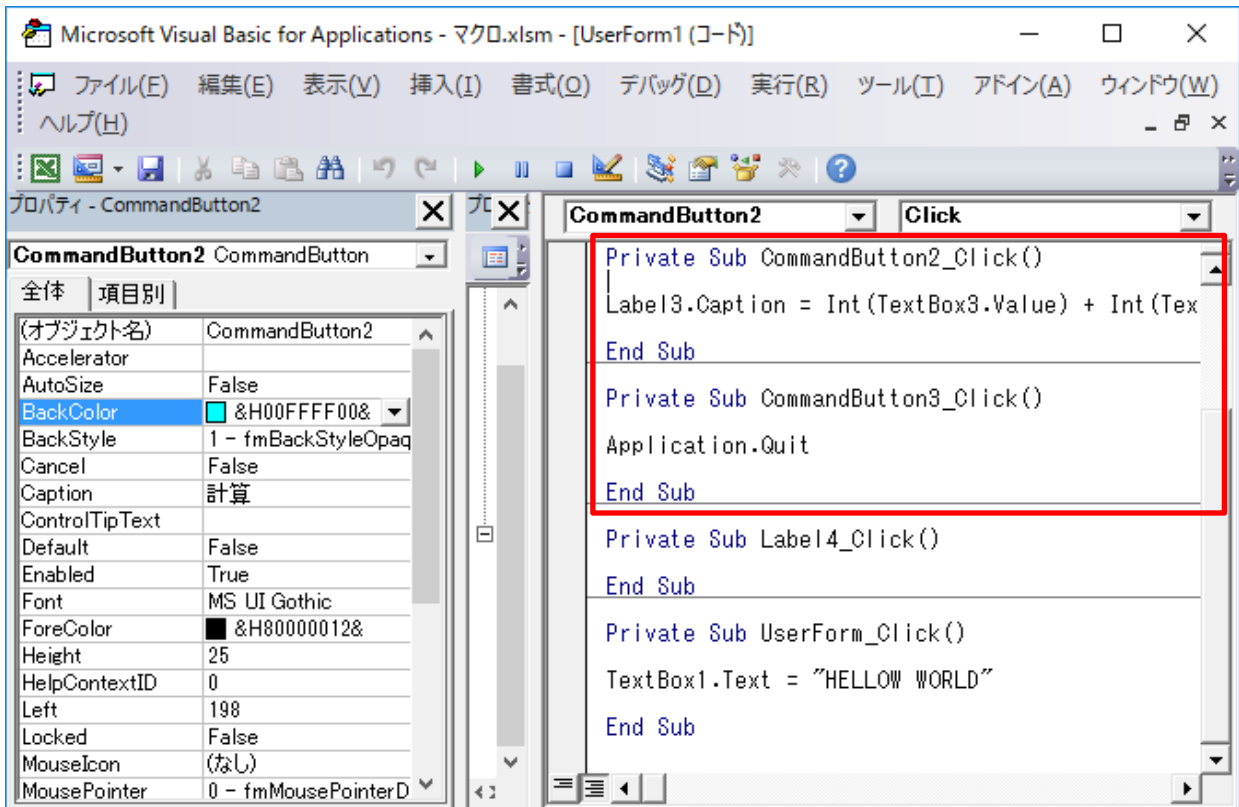 Microsoft Visual Basic for Applications - マクロ.xlsm - [UserForm1 (コード)]
ファイル(F) 編集(E) 表示(V) 挿入(I) 書式(O) デバッグ(D) 実行(R) ツール(T) アドイン(A) ウィンドウ(W)
ヘルプ(H)
プロパティ - CommandButton2
CommandButton2 CommandButton
全体 項目別
(オブジェクト名) CommandButton2
Accelerator
AutoSize False
BackColor &H00FFFF00&
BackStyle 1 - fmBackStyleOpaq
Cancel False
Caption 計算
ControlTipText
Default False
Enabled True
Font MS UI Gothic
ForeColor &H80000012&
Height 25
HelpContextID 0
Left 198
Locked False
MouseIcon (なし)
MousePointer 0 - fmMousePointerD
CommandButton2 Click
Private Sub CommandButton2_Click()
Label3.Caption = Int(TextBox3.Value) + Int(Tex
End Sub
Private Sub CommandButton3_Click()
Application.Quit
End Sub
Private Sub Label4_Click()
End Sub
Private Sub UserForm_Click()
TextBox1.Text = "HELLOW WORLD"
End Sub